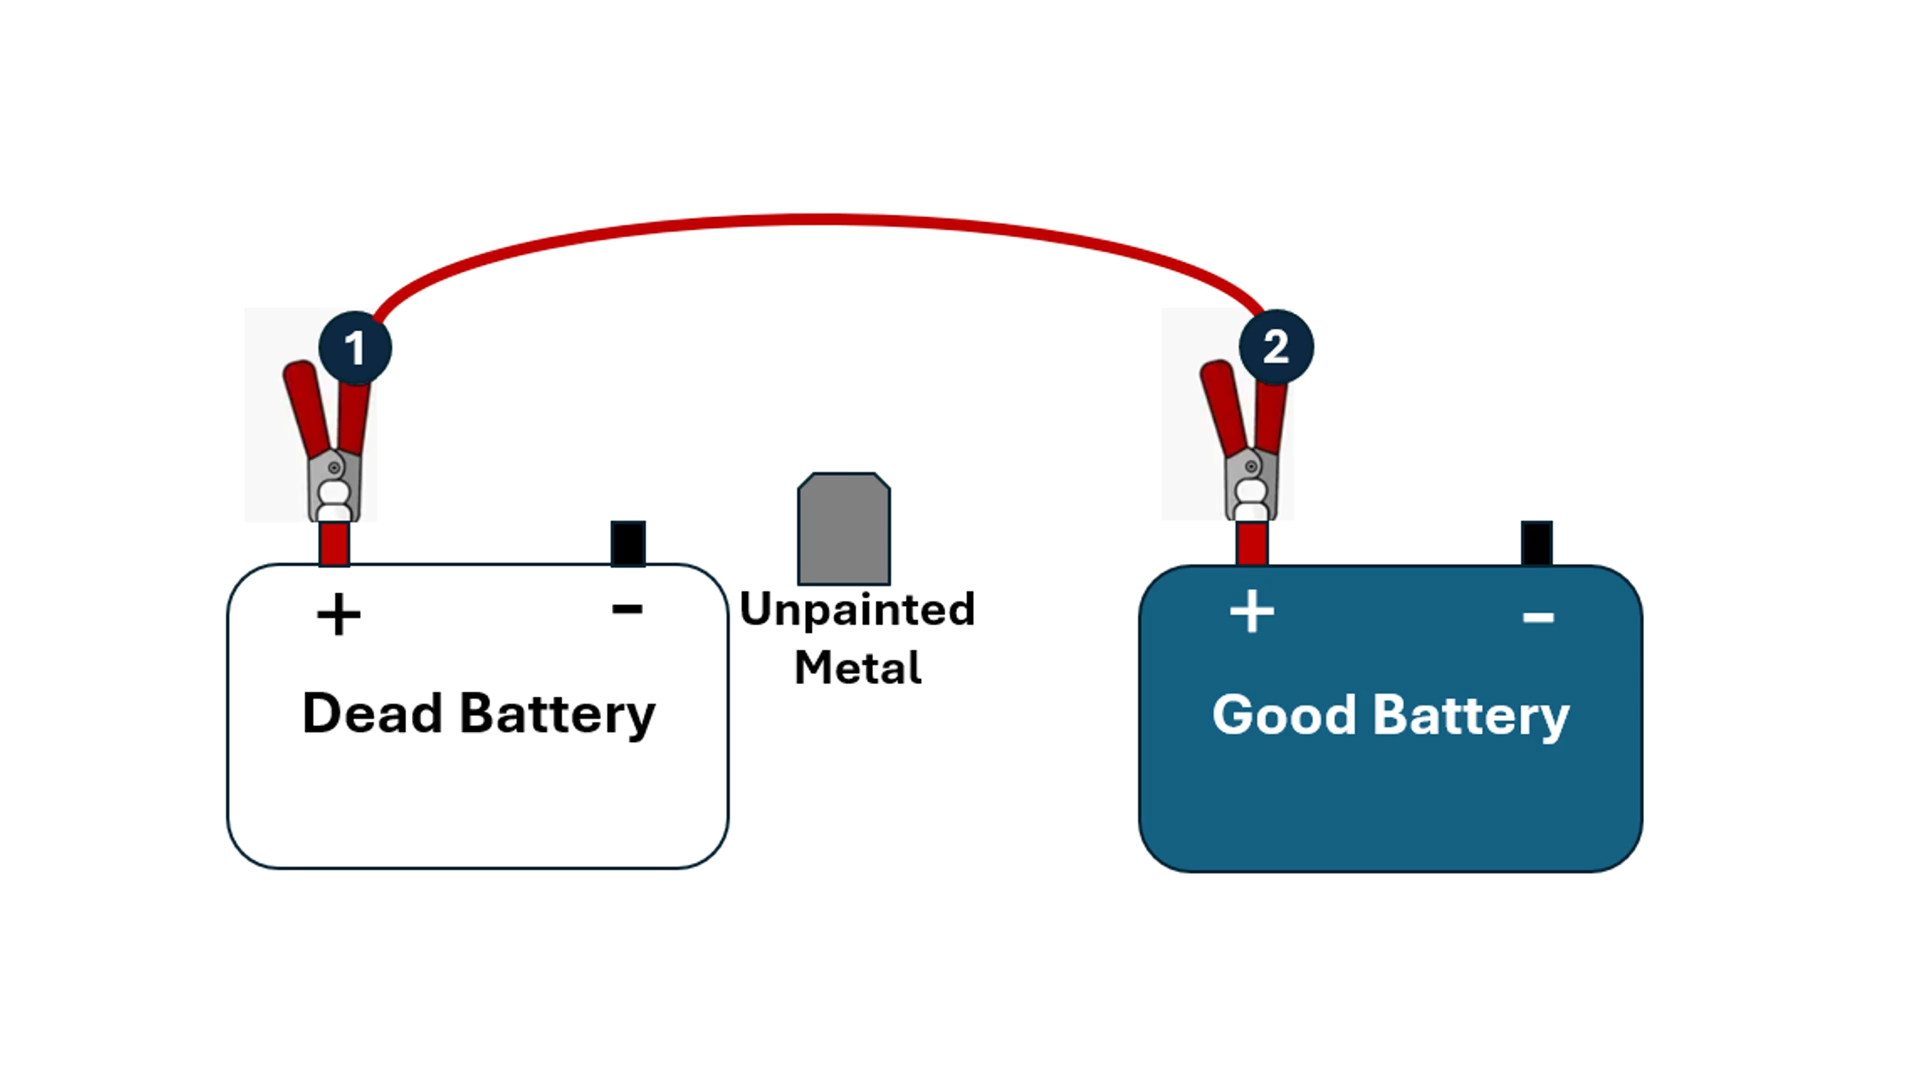 1
2
+
-
Unpainted
Metal
Dead Battery
+
-
Good Battery